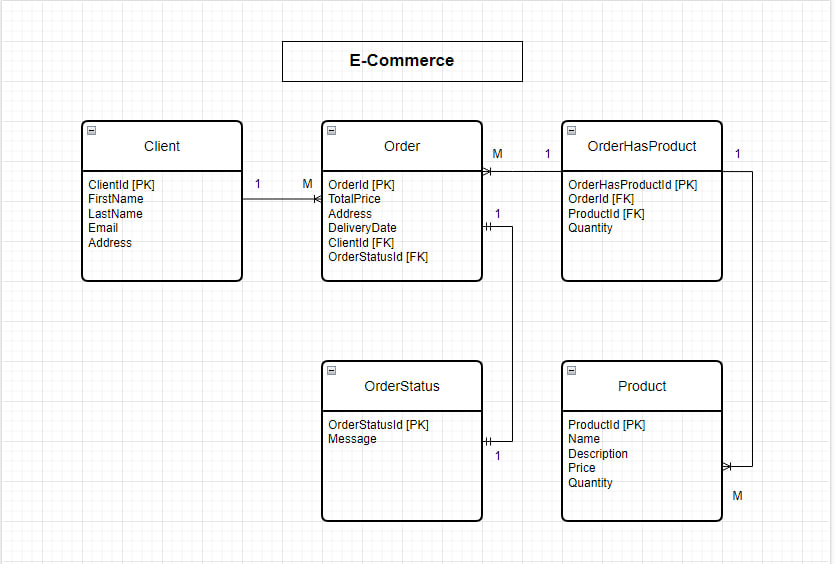 E-Commerce
Client
ClientId [PK]
FirstName
LastName
Email
Address
1
M
Order
OrderId [PK]
TotalPrice
Address
DeliveryDate
ClientId [FK]
OrderStatusId [FK]
M
1
1
OrderHasProduct
OrderHasProductId [PK]
OrderId [FK]
ProductId [FK]
Quantity
1
OrderStatus
OrderStatusId [PK]
Message
1
Product
ProductId [PK]
Name
Description
Price
Quantity
M